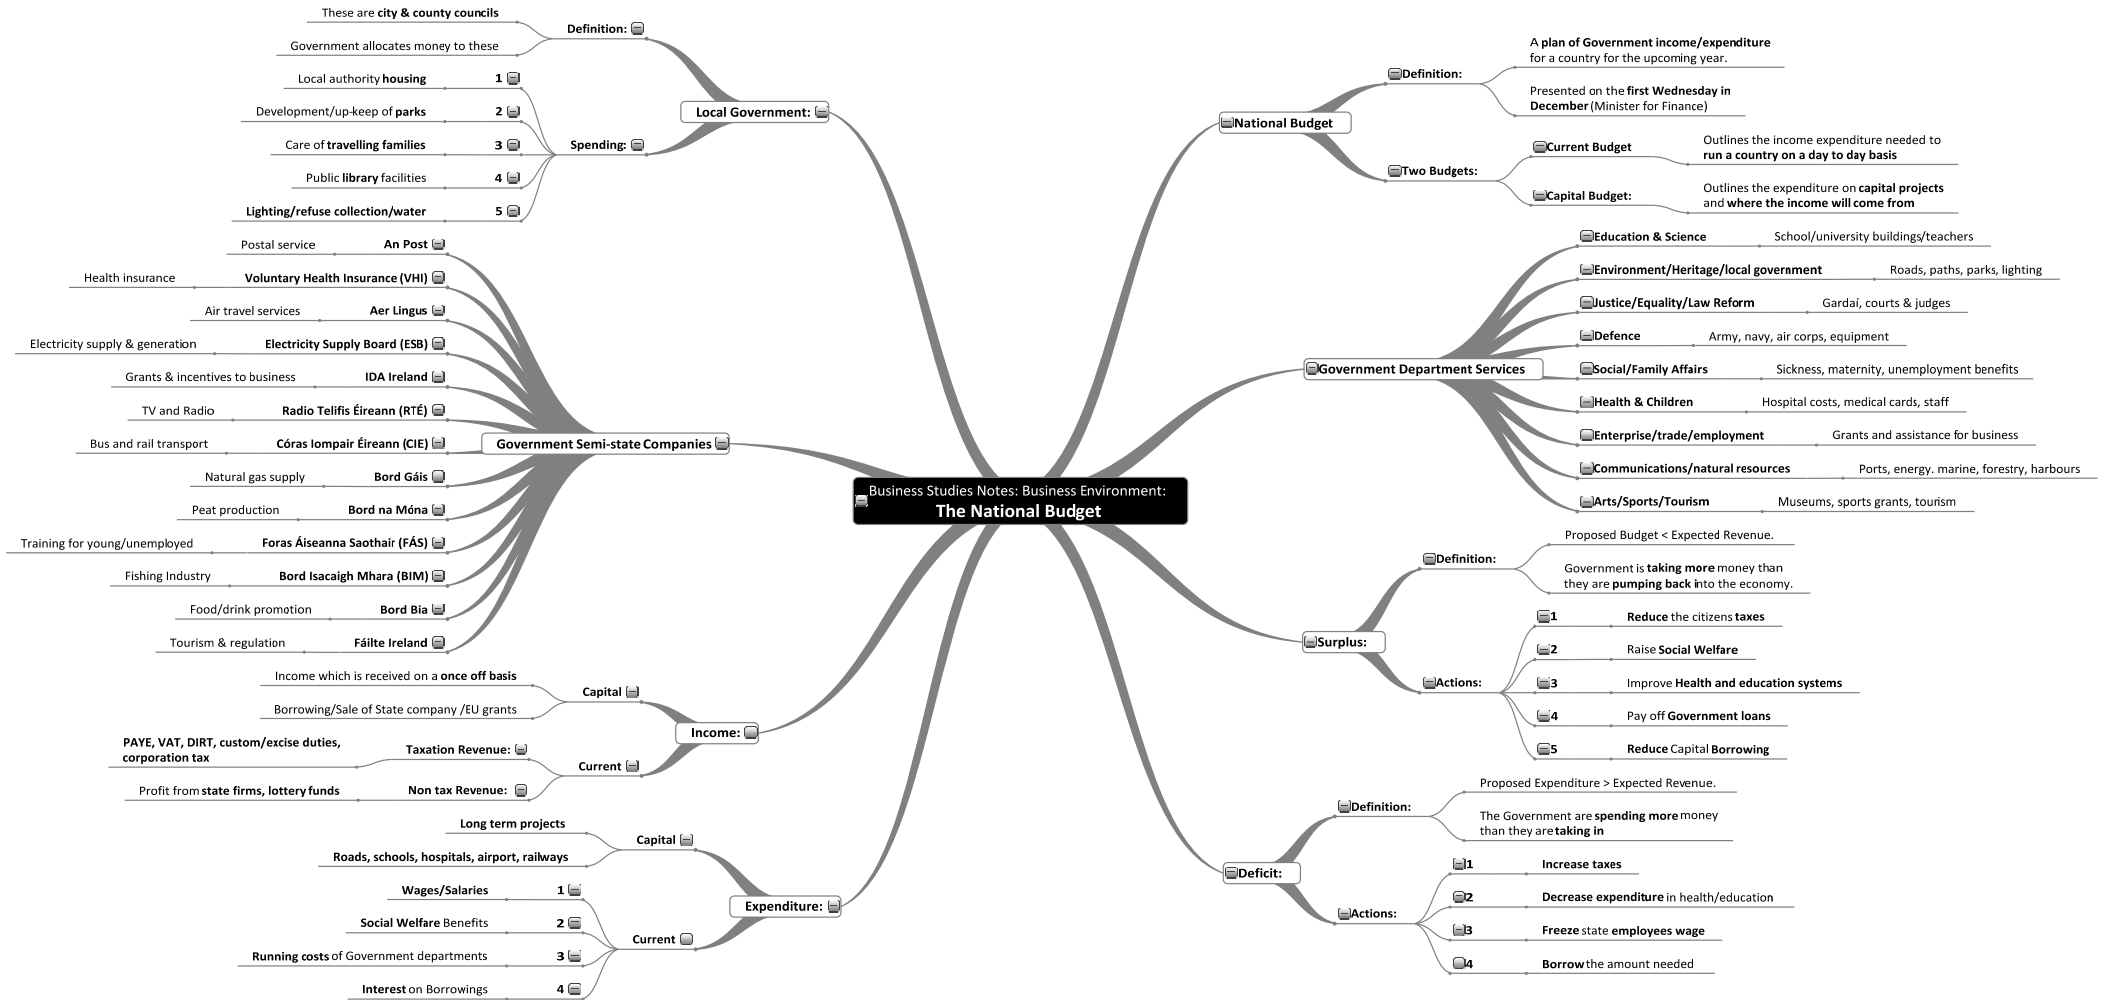 Business Studies Notes: Business Environment:
The National Budget
National Budget
Definition:
A plan of Government income/expenditure
for a country for the upcoming year.
Presented on the first Wednesday in
December (Minister for Finance)
Two Budgets:
Current Budget
Outlines the income expenditure needed to
run a country on a day to day basis
Capital Budget:
Outlines the expenditure on capital projects
and where the income will come from
Government Department Services
Education & Science
School/university buildings/teachers
Environment/Heritage/local government
Roads, paths, parks, lighting
Justice/Equality/Law Reform
Gardaí, courts & judges
Defence
Army, navy, air corps, equipment
Social/Family Affairs
Sickness, maternity, unemployment benefits
Health & Children
Hospital costs, medical cards, staff
Enterprise/trade/employment
Grants and assistance for business
Communications/natural resources
Ports, energy. marine, forestry, harbours
Arts/Sports/Tourism
Museums, sports grants, tourism
Surplus:
Definition:
Proposed Budget < Expected Revenue.
Government is taking more money than
they are pumping back into the economy.
Actions:
1
Reduce the citizens taxes
2
Raise Social Welfare
3
Improve Health and education systems
4
Pay off Government loans
5
Reduce Capital Borrowing
Deficit:
Definition:
Proposed Expenditure > Expected Revenue.
The Government are spending more money
than they are taking in
Actions:
1
Increase taxes
2
Decrease expenditure in health/education
3
Freeze state employees wage
4
Borrow the amount needed
Local Government:
Definition:
These are city & county councils
Government allocates money to these
Spending:
1
Local authority housing
2
Development/up-keep of parks
3
Care of travelling families
4
Public library facilities
5
Lighting/refuse collection/water
Government Semi-state Companies
An Post
Postal service
Voluntary Health Insurance (VHI)
Health insurance
Aer Lingus
Air travel services
Electricity Supply Board (ESB)
Electricity supply & generation
IDA Ireland
Grants & incentives to business
Radio Telifis Éireann (RTÉ)
TV and Radio
Córas Iompair Éireann (CIE)
Bus and rail transport
Bord Gáis
Natural gas supply
Bord na Móna
Peat production
Foras Áiseanna Saothair (FÁS)
Training for young/unemployed
Bord Isacaigh Mhara (BIM)
Fishing Industry
Bord Bia
Food/drink promotion
Fáilte Ireland
Tourism & regulation
Income:
Capital
Income which is received on a once off basis
Borrowing/Sale of State company /EU grants
Current
Taxation Revenue:
PAYE, VAT, DIRT, custom/excise duties,
corporation tax
Non tax Revenue:
Profit from state firms, lottery funds
Expenditure:
Capital
Long term projects
Roads, schools, hospitals, airport, railways
Current
1
Wages/Salaries
2
Social Welfare Benefits
3
Running costs of Government departments
4
Interest on Borrowings